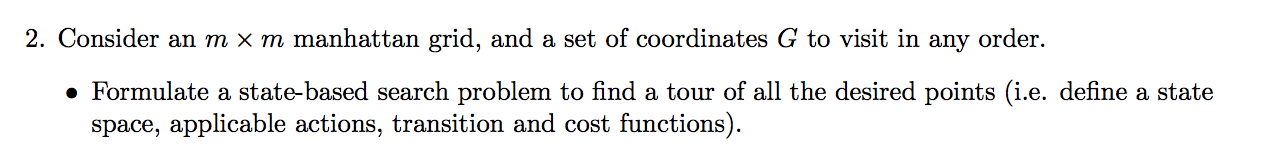 2. Consider an m × m manhattan grid, and a set of coordinates G to visit in any order.
• Formulate a state-based search problem to find a tour of all the desired points (i.e. define a state
space, applicable actions, transition and cost functions).